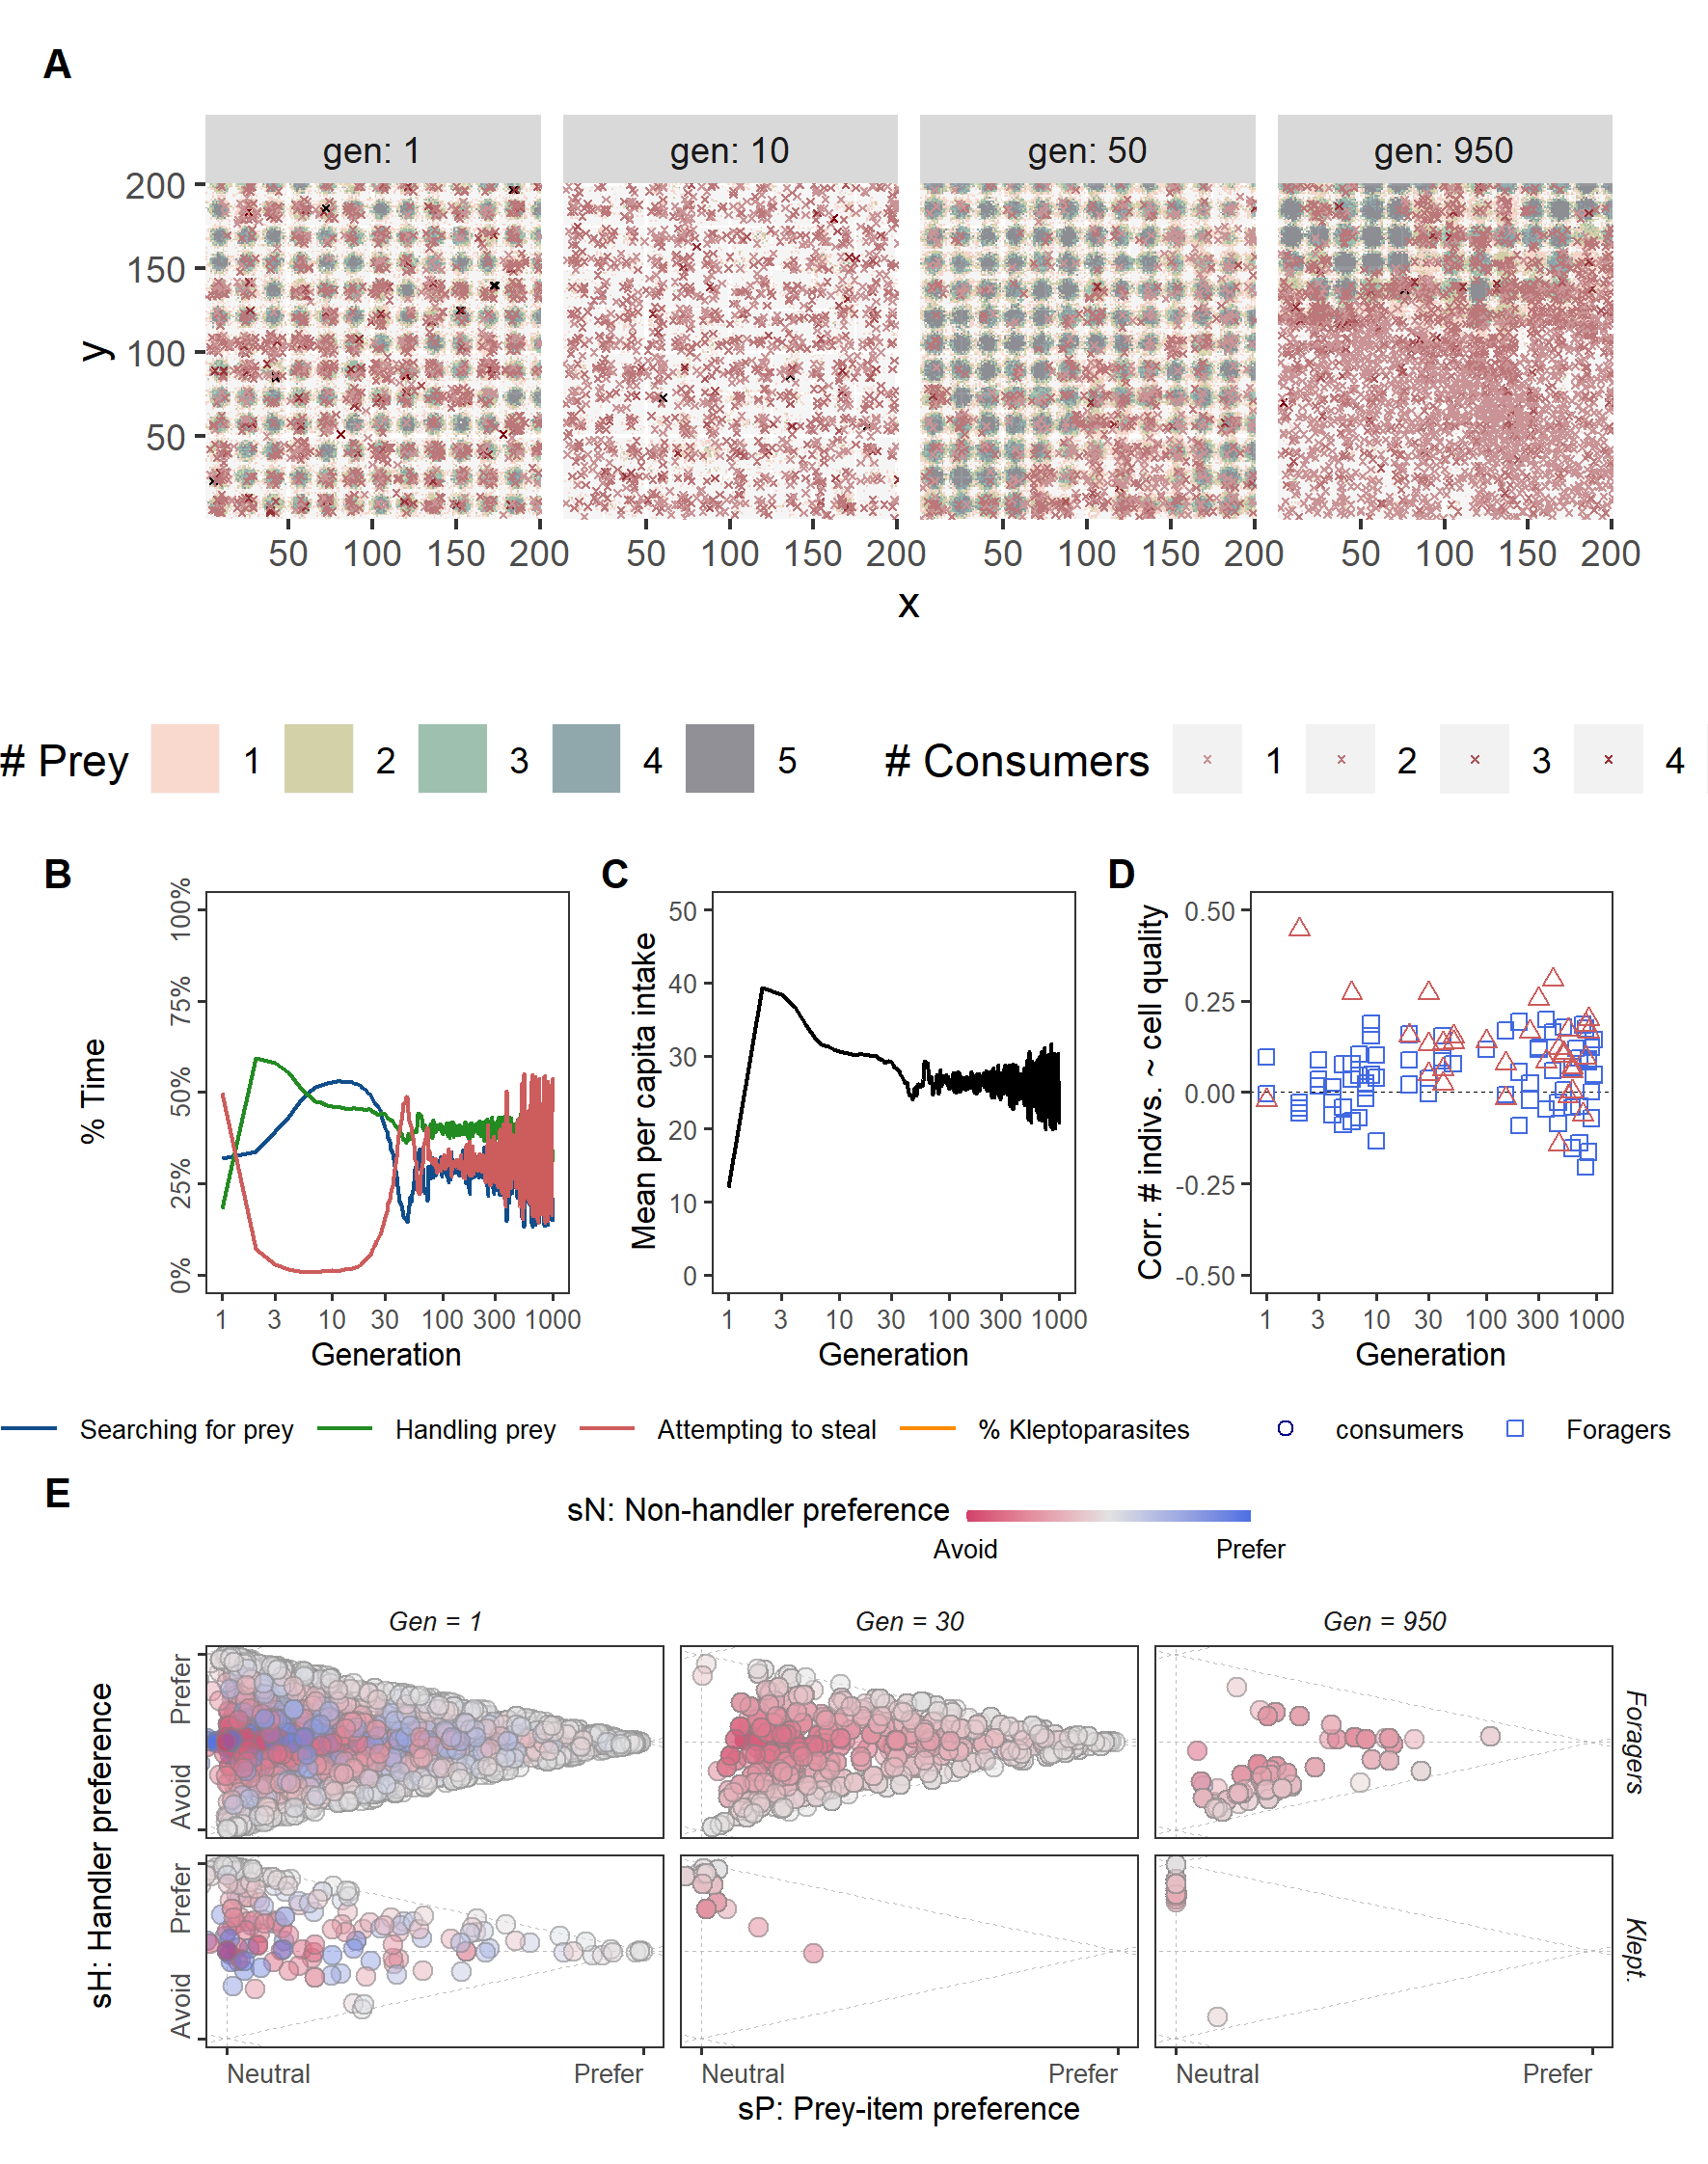 A
gen: 1
gen: 10
gen: 50
gen: 950
200
150
100
50
y
50 100 150 200
50 100 150 200
50 100 150 200
50 100 150 200
x
# Prey 1 2 3 4 5
# Consumers 1 2 3 4
B
% Time
100%
75%
50%
25%
0%
1 3 10 30 100 300 1000
Generation
C
Mean per capita intake
50
40
30
20
10
0
1 3 10 30 100 300 1000
Generation
D
Corr. # indivs. ~ cell quality
0.50
0.25
0.00
-0.25
-0.50
1 3 10 30 100 300 1000
Generation
Searching for prey Handling prey Attempting to steal % Kleptoparasites consumers Foragers
E
sN: Non-handler preference
Avoid Prefer
Gen = 1
Gen = 30
Gen = 950
sH: Handler preference
Prefer
Avoid
Foragers
Prefer
Avoid
Klept.
Neutral Prefer
Neutral Prefer
Neutral Prefer
sP: Prey-item preference